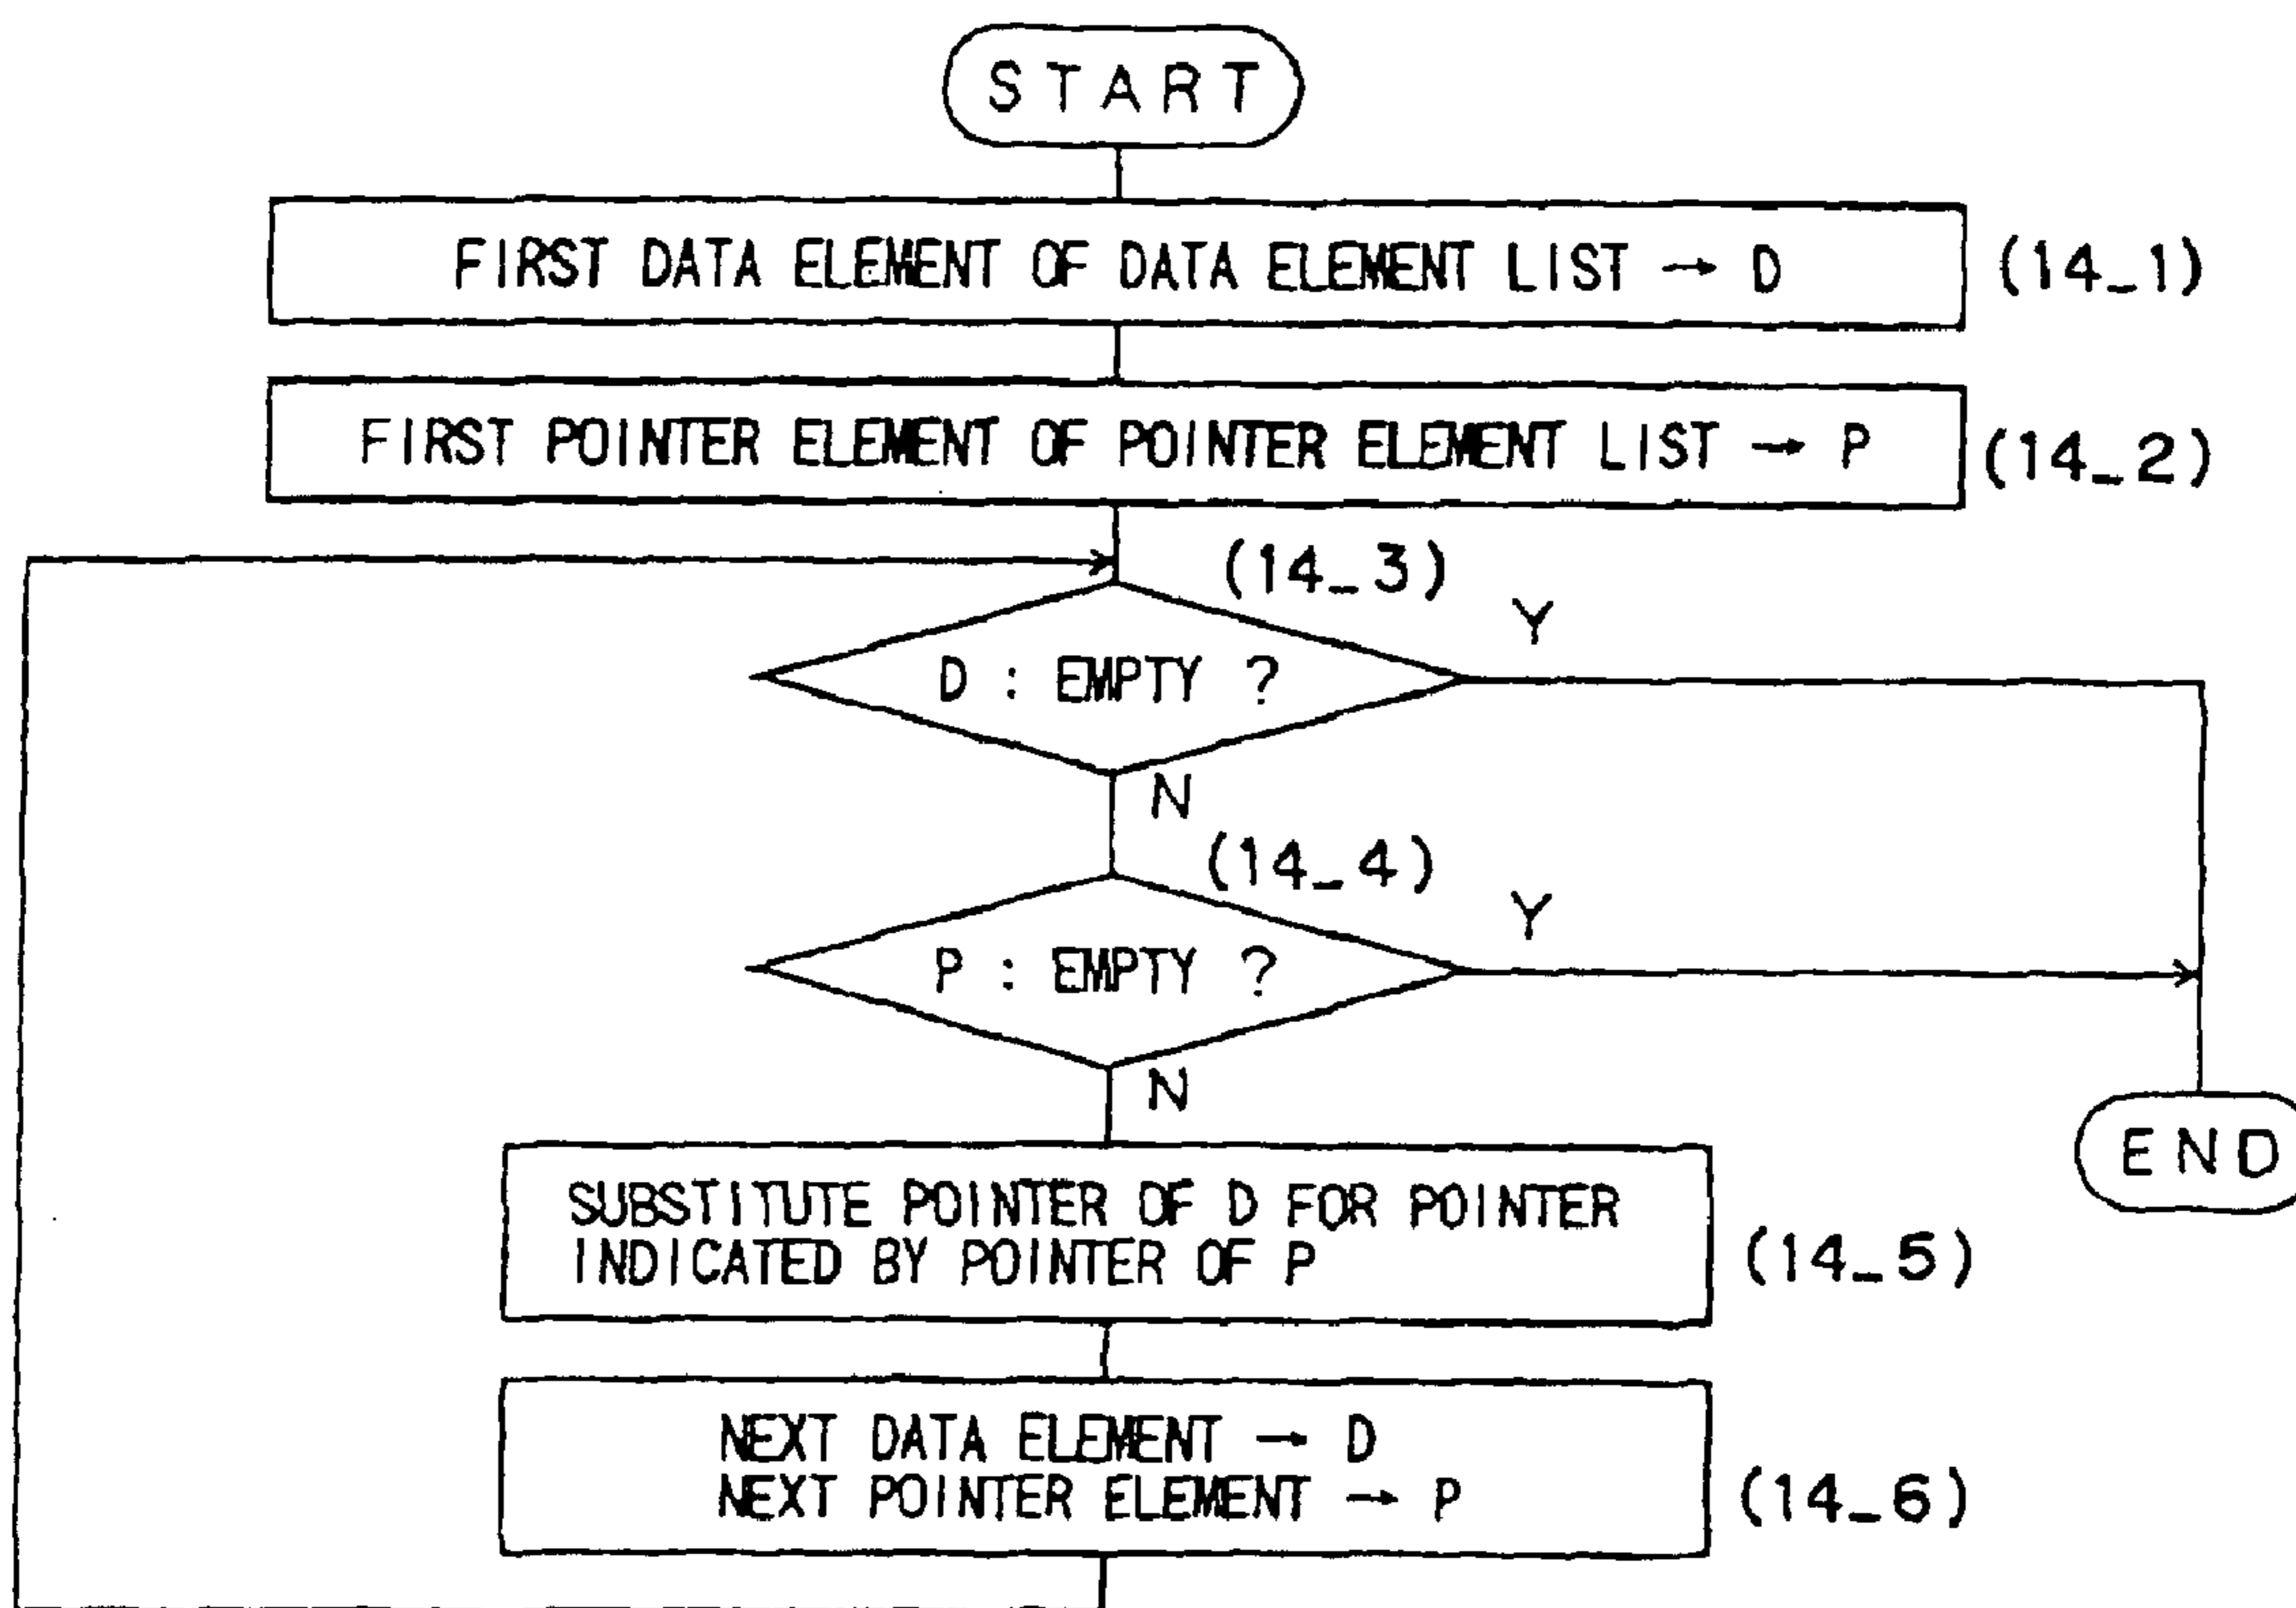 START
FIRST DATA ELEMENT OF DATA ELEMENT LIST → D
(14_1)
FIRST POINTER ELEMENT OF POINTER ELEMENT LIST → P
(14_2)
(14_3)
Y
D : EMPTY ?
N
(14_4)
Y
P : EMPTY ?
N
END
SUBSTITUTE POINTER OF D FOR POINTER
INDICATED BY POINTER OF P
(14_5)
NEXT DATA ELEMENT → D
NEXT POINTER ELEMENT → P
(14_6)